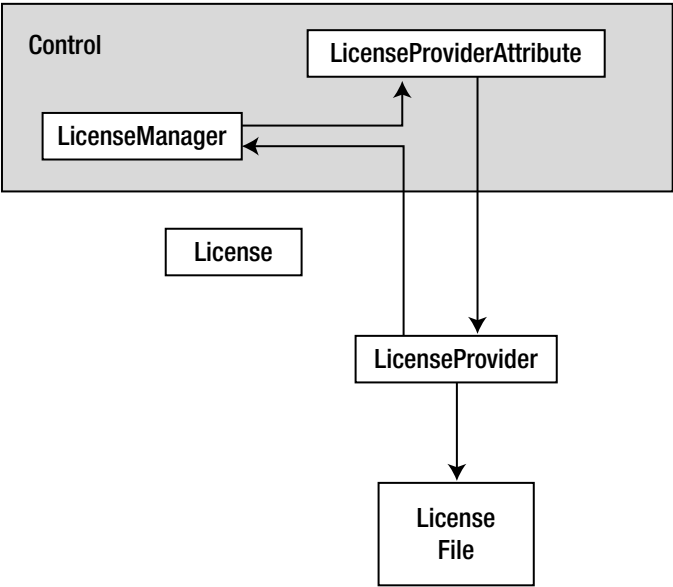 Control
LicenseProviderAttribute
LicenseManager
License
LicenseProvider
License
File